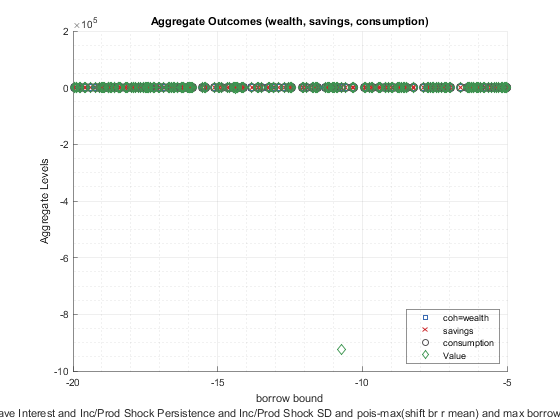 Aggregate Outcomes (wealth, savings, consumption)
×10^5
2
0
-2
-4
-6
-8
-10
Aggregate Levels
coh=wealth
savings
consumption
Value
-20 -15 -10 -5
borrow bound
ave Interest and Inc/Prod Shock Persistence and Inc/Prod Shock SD and pois-max(shift br r mean) and max borrow